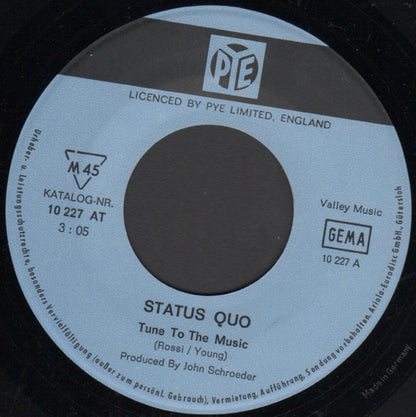 PYE
LICENCED BY PYE LIMITED, ENGLAND
M 45
KATALOG-NR.
10 227 AT
3 : 05
Valley Music
GEMA
10 227 A
STATUS QUO
Tune To The Music
(Rossi / Young)
Produced By John Schroeder
Urheber- u. Leistungsschutzrechte, besonders Vervielfältigung (außer zum persönl. Gebrauch), Vermietung, Aufführung, Sendung vorbehalten. Ariola-Eurodisc GmbH., Gütersloh
Made in Germany